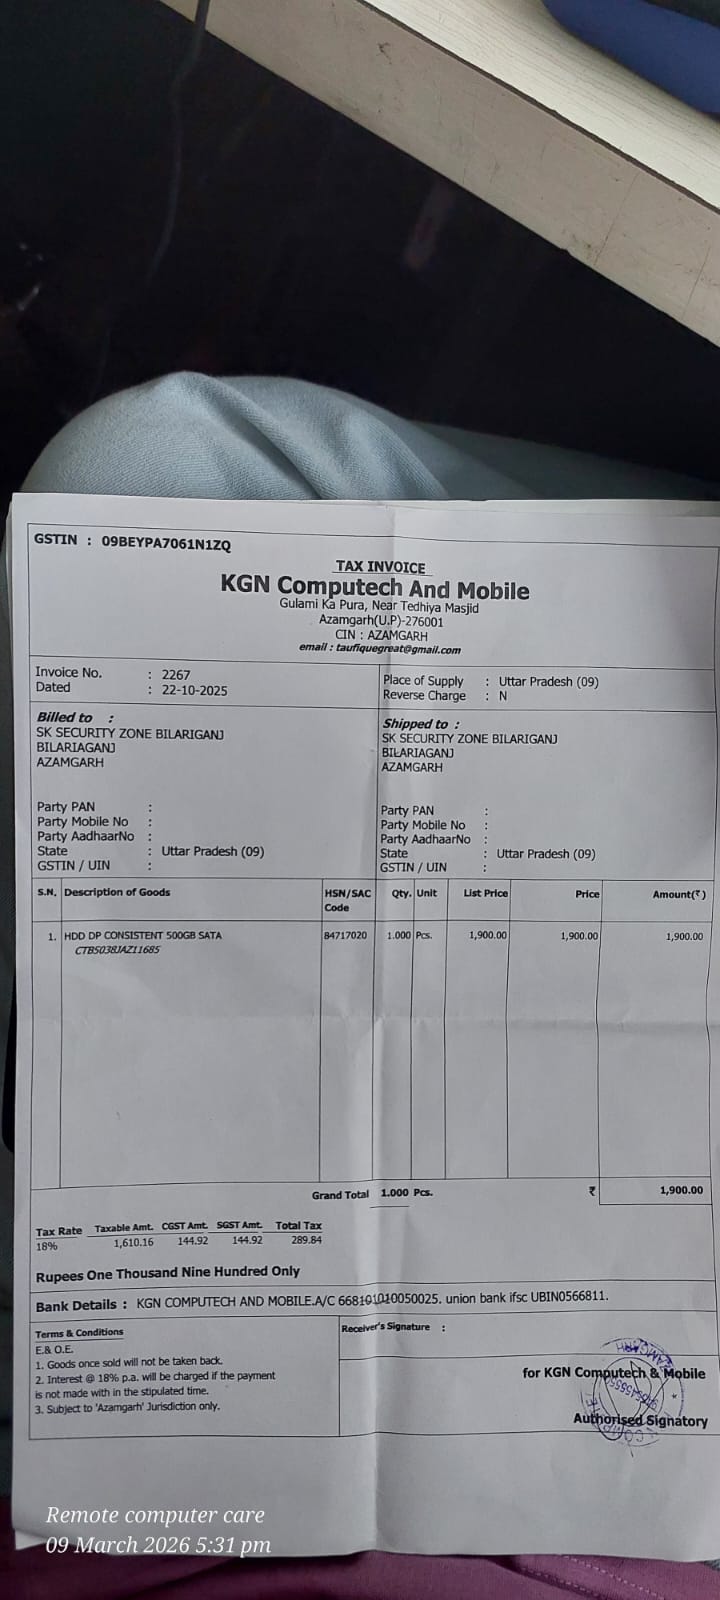 GSTIN : 09BEYPA7061N1ZQ
TAX INVOICE
KGN Computech And Mobile
Gulami Ka Pura, Near Tedhiya Masjid
Azamgarh(U.P)-276001
CIN : AZAMGARH
email : taufiquegreat@gmail.com
Invoice No. : 2267
Dated : 22-10-2025
Place of Supply : Uttar Pradesh (09)
Reverse Charge : N
Billed to :
SK SECURITY ZONE BILARIGANJ
BILARIAGANJ
AZAMGARH
Party PAN :
Party Mobile No :
Party AadhaarNo :
State : Uttar Pradesh (09)
GSTIN / UIN :
Shipped to :
SK SECURITY ZONE BILARIGANJ
BILARIAGANJ
AZAMGARH
Party PAN :
Party Mobile No :
Party AadhaarNo :
State : Uttar Pradesh (09)
GSTIN / UIN :
S.N. Description of Goods HSN/SAC Code Qty. Unit List Price Price Amount(₹)
1. HDD DP CONSISTENT 500GB SATA 84717020 1.000 Pcs. 1,900.00 1,900.00 1,900.00
CTB5038JAZ11685
Grand Total 1.000 Pcs. ₹ 1,900.00
Tax Rate Taxable Amt. CGST Amt. SGST Amt. Total Tax
18% 1,610.16 144.92 144.92 289.84
Rupees One Thousand Nine Hundred Only
Bank Details : KGN COMPUTECH AND MOBILE.A/C 668101010050025. union bank ifsc UBIN0566811.
Terms & Conditions
E.& O.E.
1. Goods once sold will not be taken back.
2. Interest @ 18% p.a. will be charged if the payment
is not made with in the stipulated time.
3. Subject to 'Azamgarh' Jurisdiction only.
Receiver's Signature :
for KGN Computech & Mobile
Authorised Signatory
Remote computer care
09 March 2026 5:31 pm